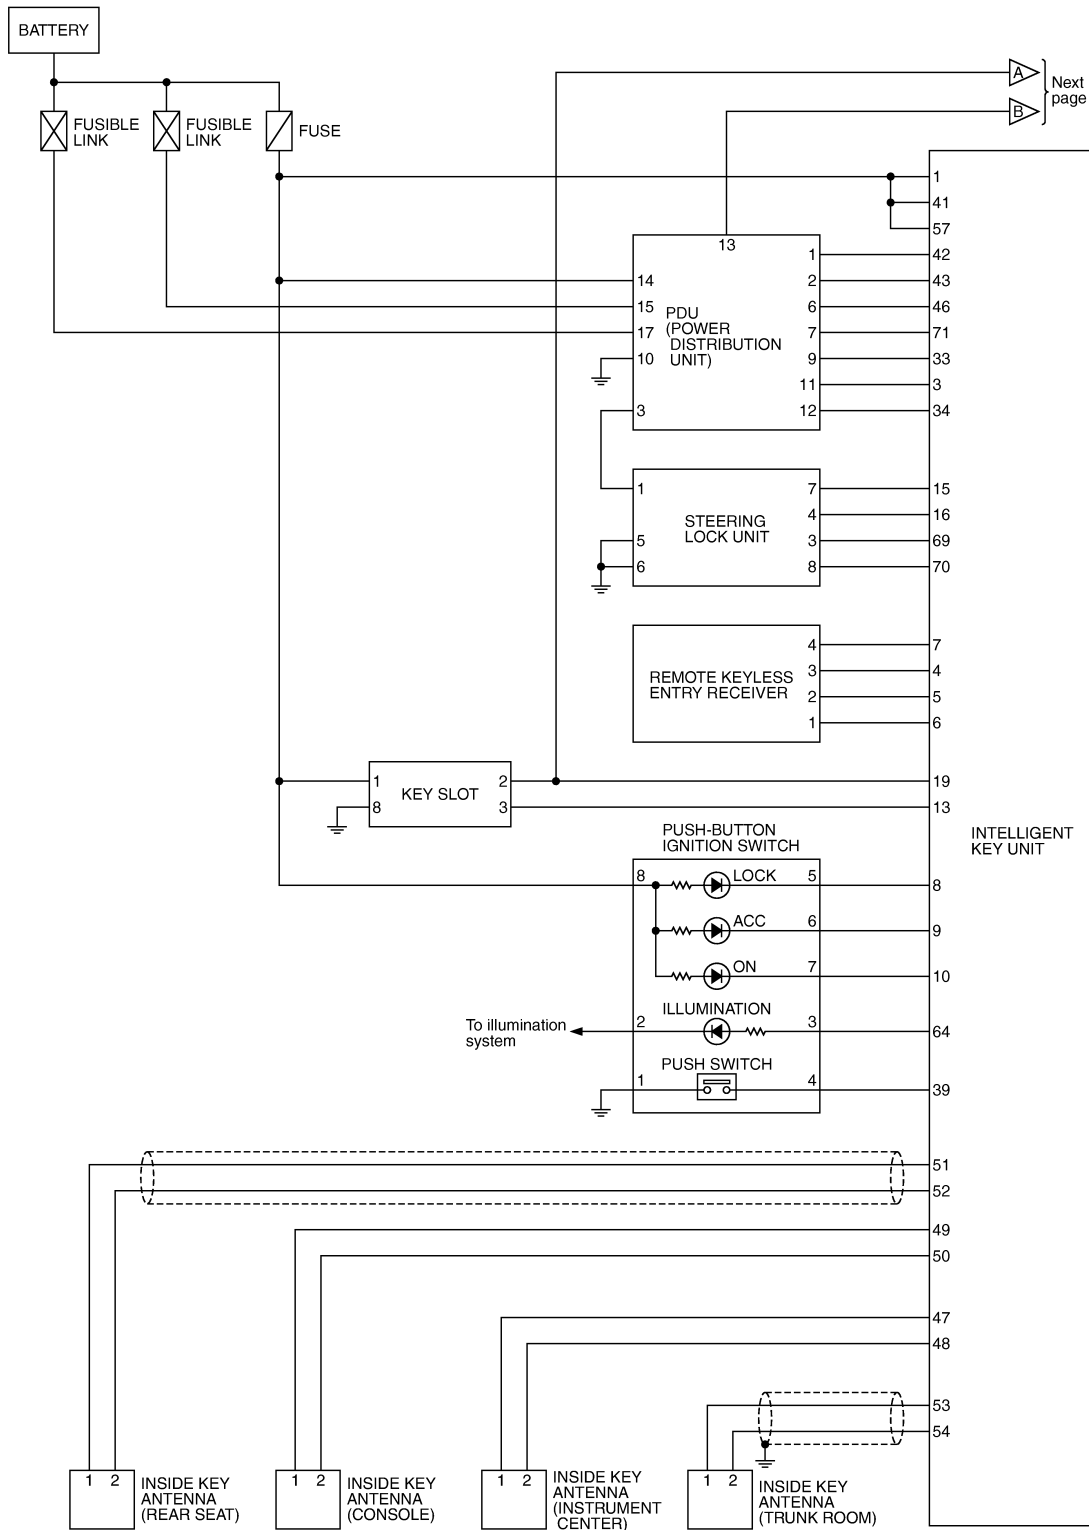 BATTERY
FUSIBLE
LINK
FUSIBLE
LINK
FUSE
A
B
Next
page
1
41
57
13
1 42
14 2 43
15 6 46
PDU
(POWER
DISTRIBUTION
UNIT)
17 7 71
10 9 33
11 3
3 12 34
1 7 15
STEERING
LOCK UNIT
4 16
5 3 69
6 8 70
REMOTE KEYLESS
ENTRY RECEIVER
4 7
3 4
2 5
1 6
1 2 19
KEY SLOT
8 3 13
INTELLIGENT
KEY UNIT
PUSH-BUTTON
IGNITION SWITCH
8 LOCK 5 8
ACC 6 9
ON 7 10
ILLUMINATION
To illumination
system
2 3 64
PUSH SWITCH
1 4 39
51
52
49
50
47
48
53
54
1 2
INSIDE KEY
ANTENNA
(REAR SEAT)
1 2
INSIDE KEY
ANTENNA
(CONSOLE)
1 2
INSIDE KEY
ANTENNA
(INSTRUMENT
CENTER)
1 2
INSIDE KEY
ANTENNA
(TRUNK ROOM)